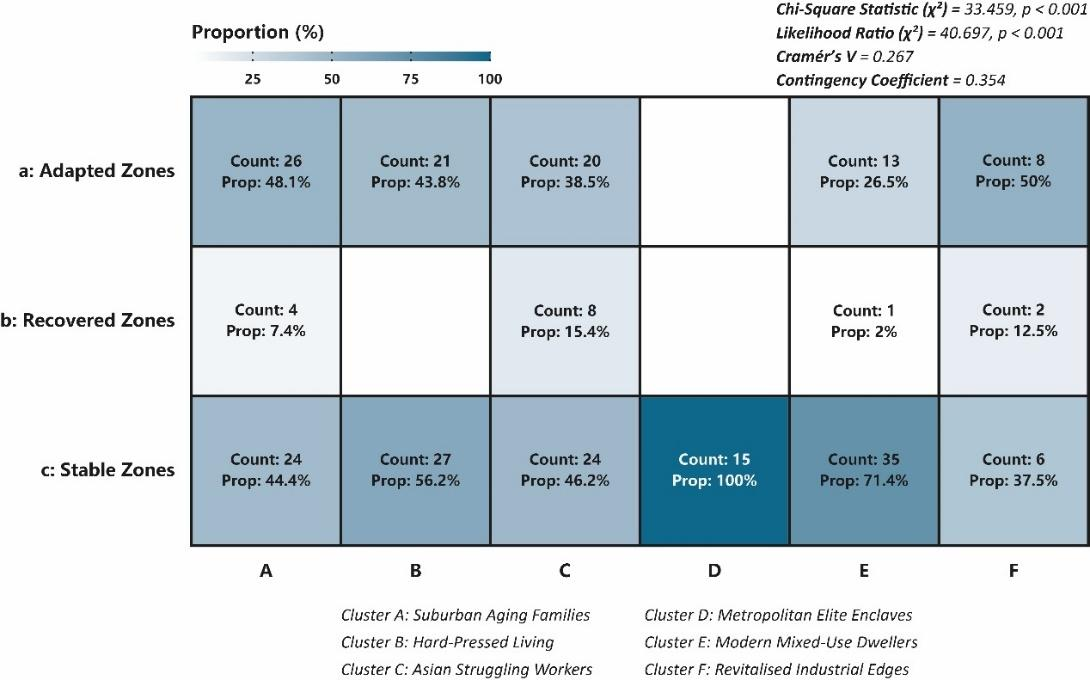 Chi-Square Statistic (χ²) = 33.459, p < 0.001
Likelihood Ratio (χ²) = 40.697, p < 0.001
Cramér's V = 0.267
Contingency Coefficient = 0.354
Proportion (%)
25 50 75 100
a: Adapted Zones
Count: 26
Prop: 48.1%
Count: 21
Prop: 43.8%
Count: 20
Prop: 38.5%
Count: 13
Prop: 26.5%
Count: 8
Prop: 50%
b: Recovered Zones
Count: 4
Prop: 7.4%
Count: 8
Prop: 15.4%
Count: 1
Prop: 2%
Count: 2
Prop: 12.5%
c: Stable Zones
Count: 24
Prop: 44.4%
Count: 27
Prop: 56.2%
Count: 24
Prop: 46.2%
Count: 15
Prop: 100%
Count: 35
Prop: 71.4%
Count: 6
Prop: 37.5%
A B C D E F
Cluster A: Suburban Aging Families
Cluster B: Hard-Pressed Living
Cluster C: Asian Struggling Workers
Cluster D: Metropolitan Elite Enclaves
Cluster E: Modern Mixed-Use Dwellers
Cluster F: Revitalised Industrial Edges